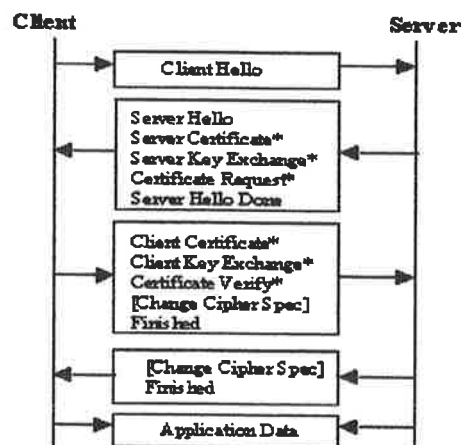 Client
Server
Client Hello
Server Hello
Server Certificate*
Server Key Exchange*
Certificate Request*
Server Hello Done
Client Certificate*
Client Key Exchange*
Certificate Verify*
[Change Cipher Spec]
Finished
[Change Cipher Spec]
Finished
Application Data